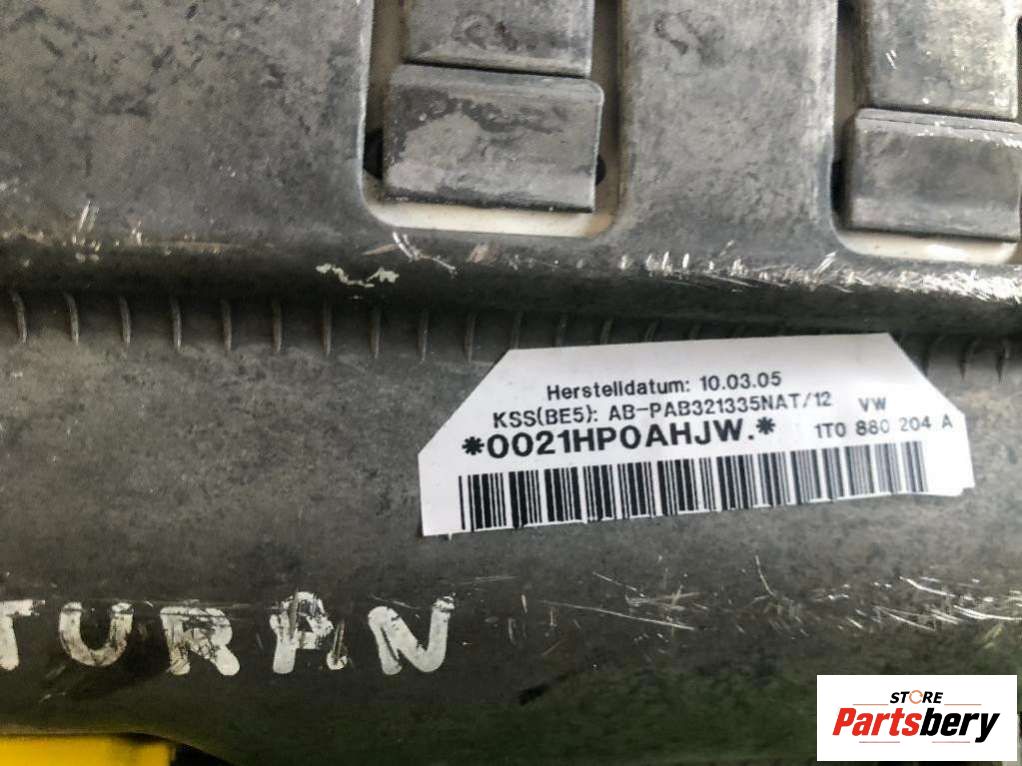 Herstelldatum: 10.03.05
KSS(BE5): AB-PAB321335NAT/12 VW
*0021HP0AHJW.* 1T0 880 204 A
TURAN
STORE
Partsbery